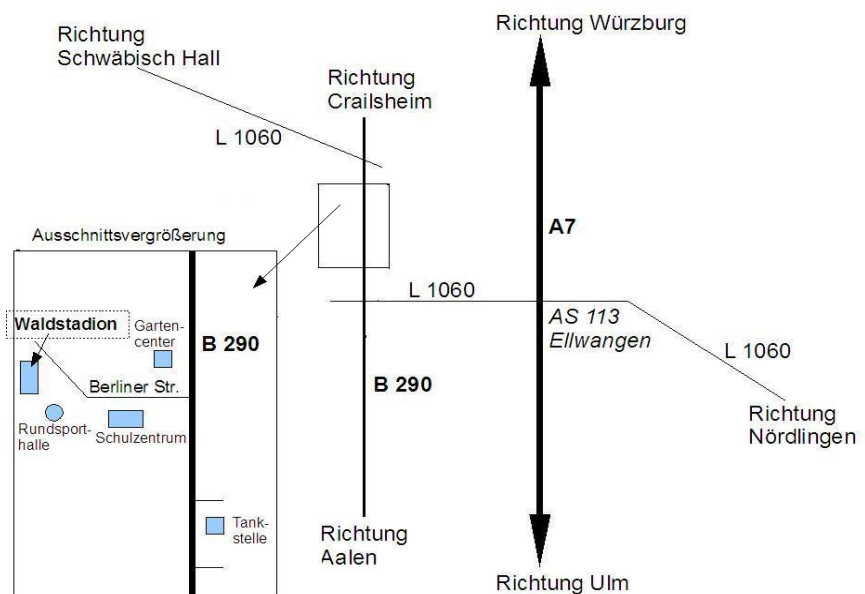 Richtung Würzburg
Richtung
Schwäbisch Hall
Richtung
Crailsheim
L 1060
A7
Ausschnittsvergrößerung
L 1060
AS 113
Ellwangen
L 1060
Waldstadion
Garten-
center
B 290
Berliner Str.
B 290
Rundsport-
halle
Schulzentrum
Richtung
Nördlingen
Tank-
stelle
Richtung
Aalen
Richtung Ulm